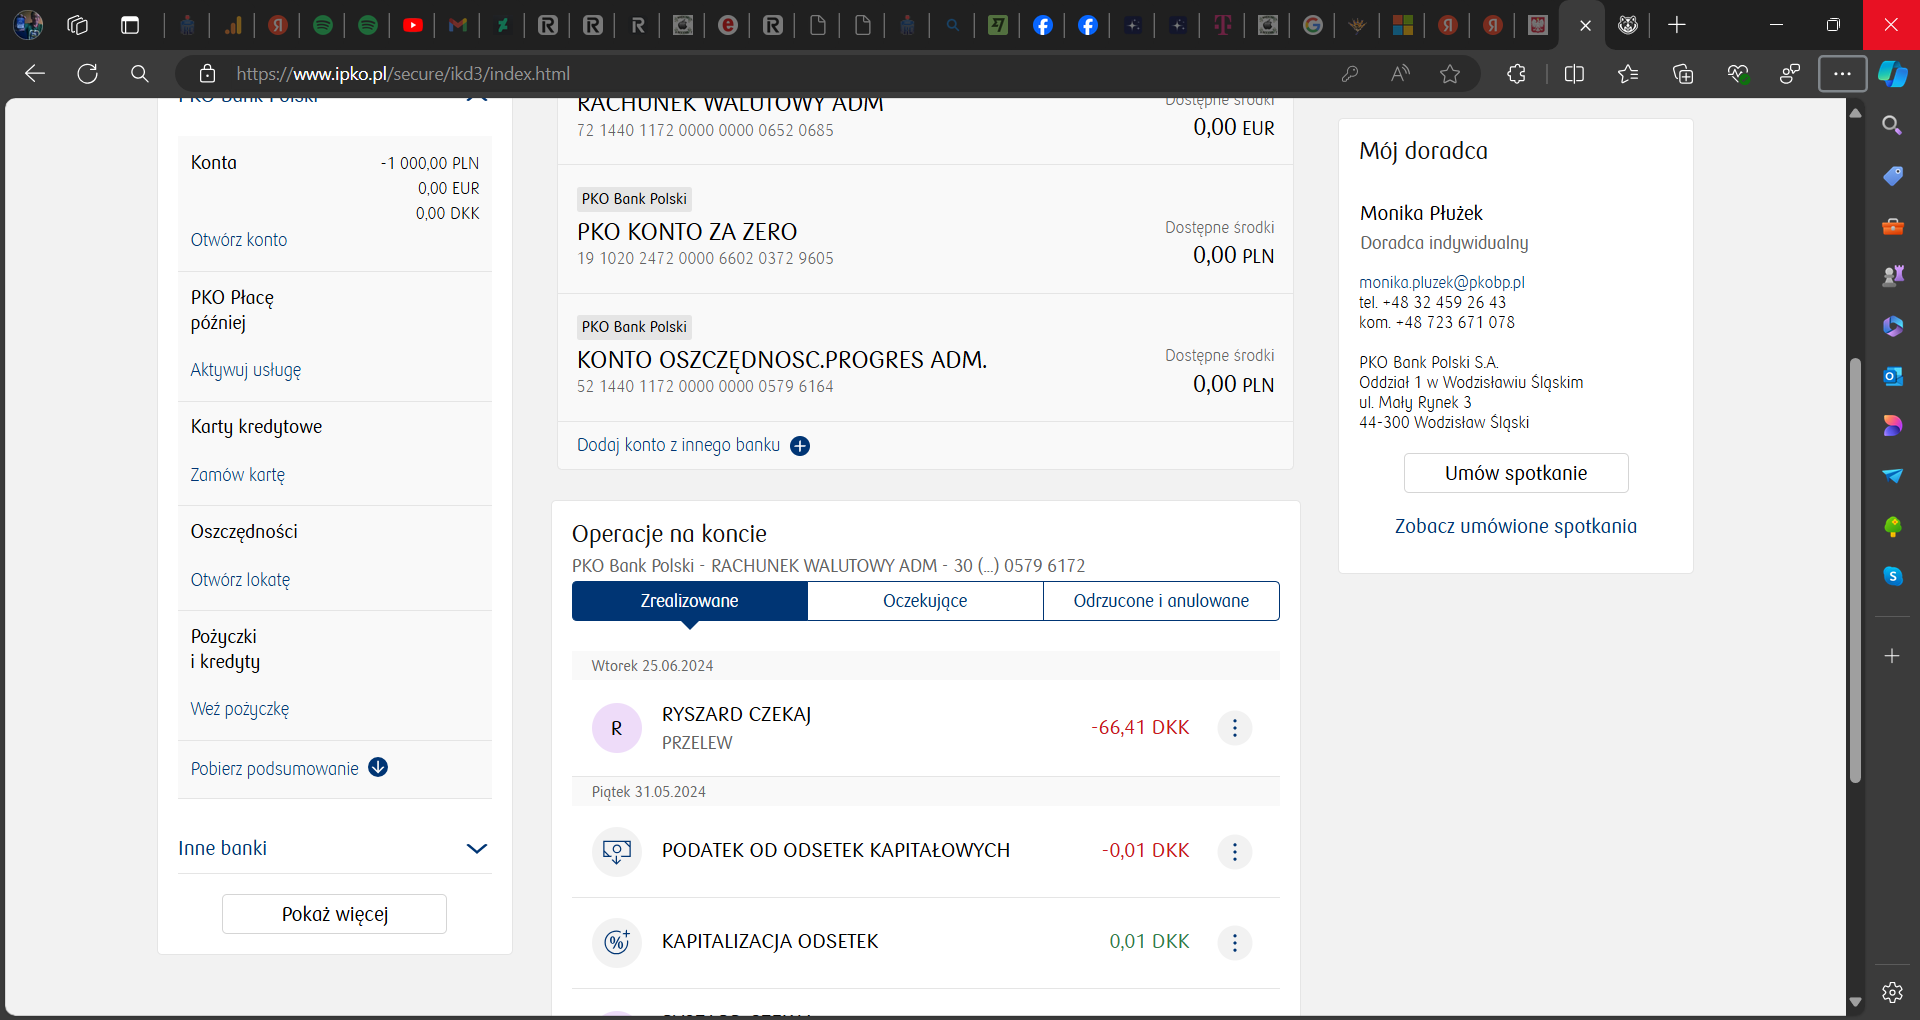 https://www.ipko.pl/secure/ikd3/index.html
PKO Bank Polski
Konta
-1 000,00 PLN
0,00 EUR
0,00 DKK
Otwórz konto
PKO Płacę
później
Aktywuj usługę
Karty kredytowe
Zamów kartę
Oszczędności
Otwórz lokatę
Pożyczki
i kredyty
Weź pożyczkę
Pobierz podsumowanie
Inne banki
Pokaż więcej
RACHUNEK WALUTOWY ADM
Dostępne środki
72 1440 1172 0000 0000 0652 0685
0,00 EUR
PKO Bank Polski
PKO KONTO ZA ZERO
Dostępne środki
19 1020 2472 0000 6602 0372 9605
0,00 PLN
PKO Bank Polski
KONTO OSZCZĘDNOSC.PROGRES ADM.
Dostępne środki
52 1440 1172 0000 0000 0579 6164
0,00 PLN
Dodaj konto z innego banku
Operacje na koncie
PKO Bank Polski - RACHUNEK WALUTOWY ADM - 30 (...) 0579 6172
Zrealizowane
Oczekujące
Odrzucone i anulowane
Wtorek 25.06.2024
R
RYSZARD CZEKAJ
PRZELEW
-66,41 DKK
Piątek 31.05.2024
PODATEK OD ODSETEK KAPITAŁOWYCH
-0,01 DKK
KAPITALIZACJA ODSETEK
0,01 DKK
Mój doradca
Monika Płużek
Doradca indywidualny
monika.pluzek@pkobp.pl
tel. +48 32 459 26 43
kom. +48 723 671 078
PKO Bank Polski S.A.
Oddział 1 w Wodzisławiu Śląskim
ul. Mały Rynek 3
44-300 Wodzisław Śląski
Umów spotkanie
Zobacz umówione spotkania